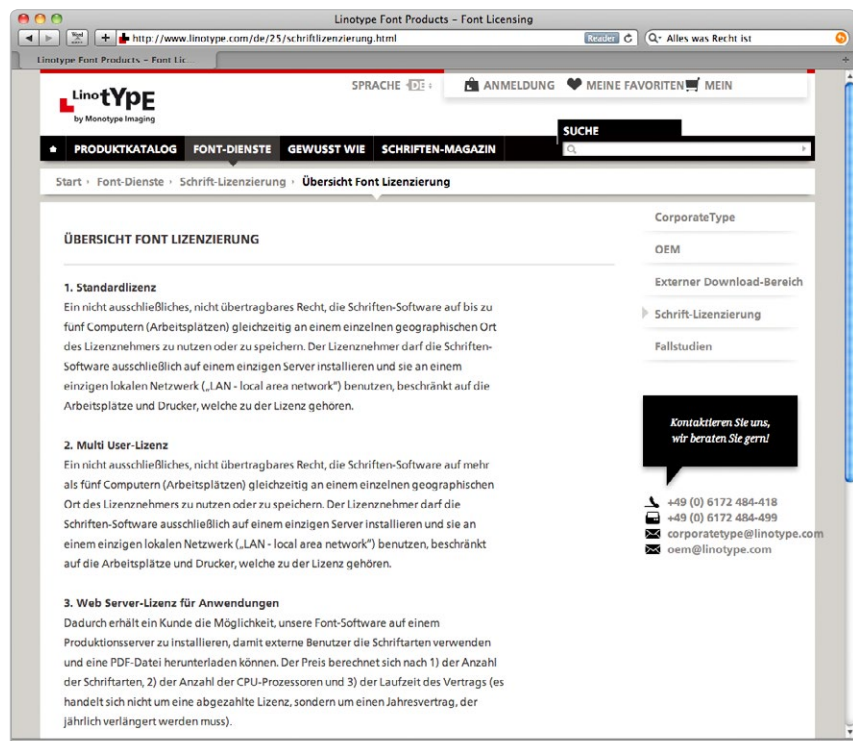 Linotype Font Products – Font Licensing
http://www.linotype.com/de/25/schriftlizenzierung.html
Reader
Alles was Recht ist
Linotype Font Products – Font Lic...
LinotYPE
by Monotype Imaging
SPRACHE DE
ANMELDUNG
MEINE FAVORITEN
MEIN
SUCHE
PRODUKTKATALOG
FONT-DIENSTE
GEWUSST WIE
SCHRIFTEN-MAGAZIN
Start › Font-Dienste › Schrift-Lizenzierung › Übersicht Font Lizenzierung
ÜBERSICHT FONT LIZENZIERUNG
1. Standardlizenz
Ein nicht ausschließliches, nicht übertragbares Recht, die Schriften-Software auf bis zu
fünf Computern (Arbeitsplätzen) gleichzeitig an einem einzelnen geographischen Ort
des Lizenznehmers zu nutzen oder zu speichern. Der Lizenznehmer darf die Schriften-
Software ausschließlich auf einem einzigen Server installieren und sie an einem
einzigen lokalen Netzwerk („LAN - local area network") benutzen, beschränkt auf die
Arbeitsplätze und Drucker, welche zu der Lizenz gehören.
2. Multi User-Lizenz
Ein nicht ausschließliches, nicht übertragbares Recht, die Schriften-Software auf mehr
als fünf Computern (Arbeitsplätzen) gleichzeitig an einem einzelnen geographischen
Ort des Lizenznehmers zu nutzen oder zu speichern. Der Lizenznehmer darf die
Schriften-Software ausschließlich auf einem einzigen Server installieren und sie an
einem einzigen lokalen Netzwerk („LAN - local area network") benutzen, beschränkt
auf die Arbeitsplätze und Drucker, welche zu der Lizenz gehören.
3. Web Server-Lizenz für Anwendungen
Dadurch erhält ein Kunde die Möglichkeit, unsere Font-Software auf einem
Produktionsserver zu installieren, damit externe Benutzer die Schriftarten verwenden
und eine PDF-Datei herunterladen können. Der Preis berechnet sich nach 1) der Anzahl
der Schriftarten, 2) der Anzahl der CPU-Prozessoren und 3) der Laufzeit des Vertrags (es
handelt sich nicht um eine abgezahlte Lizenz, sondern um einen Jahresvertrag, der
jährlich verlängert werden muss).
CorporateType
OEM
Externer Download-Bereich
Schrift-Lizenzierung
Fallstudien
Kontaktieren Sie uns,
wir beraten Sie gern!
+49 (0) 6172 484-418
+49 (0) 6172 484-499
corporatetype@linotype.com
oem@linotype.com